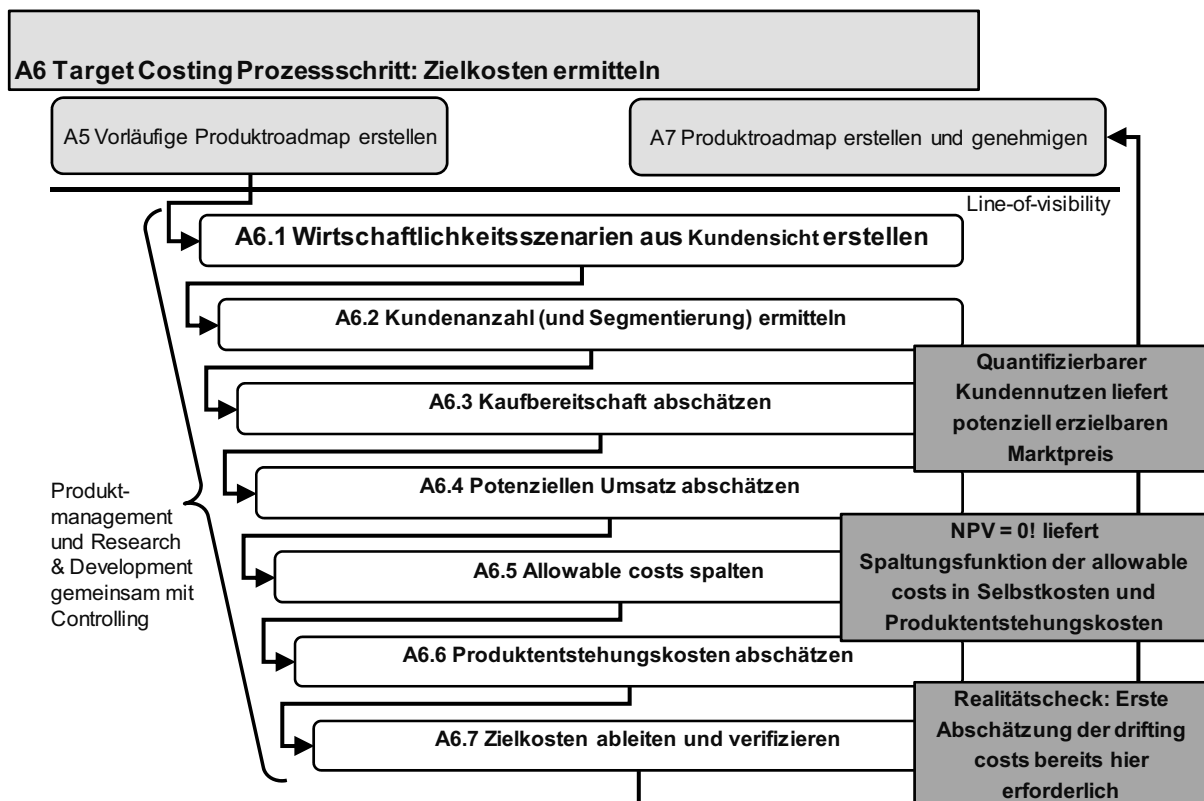 A6 Target Costing Prozessschritt: Zielkosten ermitteln
A5 Vorläufige Produktroadmap erstellen
A7 Produktroadmap erstellen und genehmigen
Line-of-visibility
A6.1 Wirtschaftlichkeitsszenarien aus Kundensicht erstellen
A6.2 Kundenanzahl (und Segmentierung) ermitteln
A6.3 Kaufbereitschaft abschätzen
Quantifizierbarer
Kundennutzen liefert
potenziell erzielbaren
Marktpreis
A6.4 Potenziellen Umsatz abschätzen
Produkt-
management
und Research
& Development
gemeinsam mit
Controlling
A6.5 Allowable costs spalten
NPV = 0! liefert
Spaltungsfunktion der allowable
costs in Selbstkosten und
Produktentstehungskosten
A6.6 Produktentstehungskosten abschätzen
A6.7 Zielkosten ableiten und verifizieren
Realitätscheck: Erste
Abschätzung der drifting
costs bereits hier
erforderlich